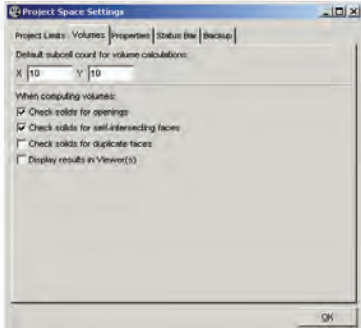 Project Space Settings
Project Limits Volumes Properties Status Bar Backup
Default subcell count for volume calculations:
X 10 Y 10
When computing volumes:
Check solids for openings
Check solids for self-intersecting faces
Check solids for duplicate faces
Display results in Viewer(s)
OK